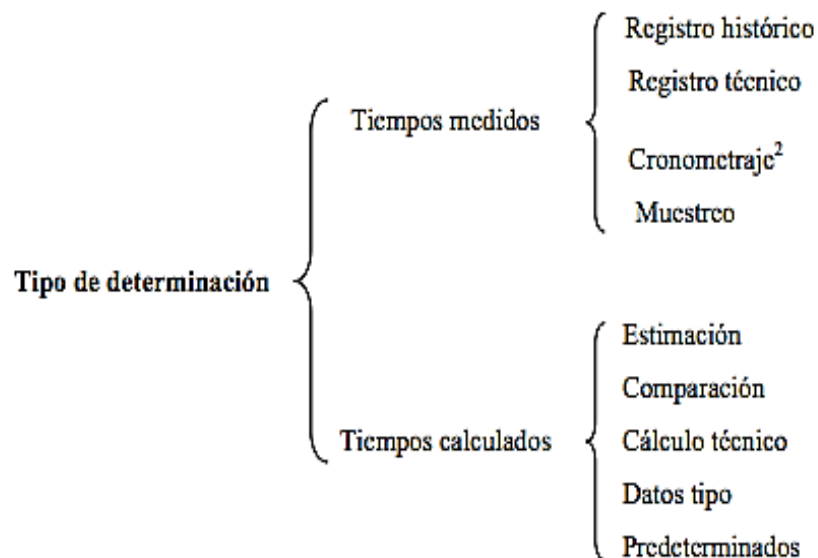 Tipo de determinación
Tiempos medidos
Registro histórico
Registro técnico
Cronometraje²
Muestreo
Tiempos calculados
Estimación
Comparación
Cálculo técnico
Datos tipo
Predeterminados